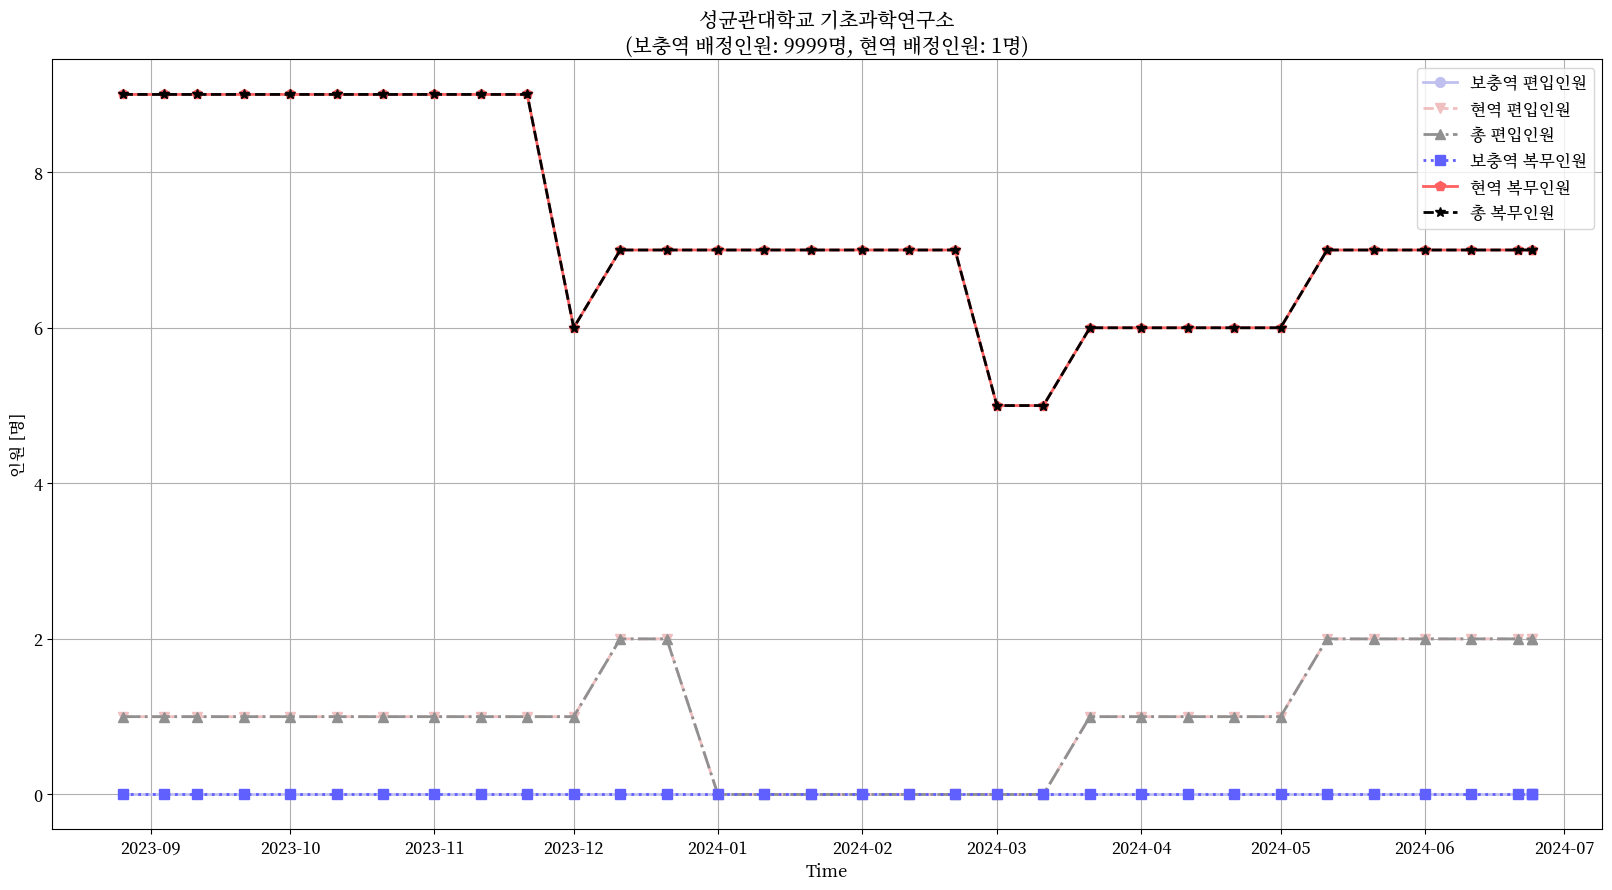 성균관대학교 기초과학연구소
(보충역 배정인원: 9999명, 현역 배정인원: 1명)
보충역 편입인원
현역 편입인원
총 편입인원
보충역 복무인원
현역 복무인원
총 복무인원
인원 [명]
8
6
4
2
0
2023-09
2023-10
2023-11
2023-12
2024-01
2024-02
2024-03
2024-04
2024-05
2024-06
2024-07
Time